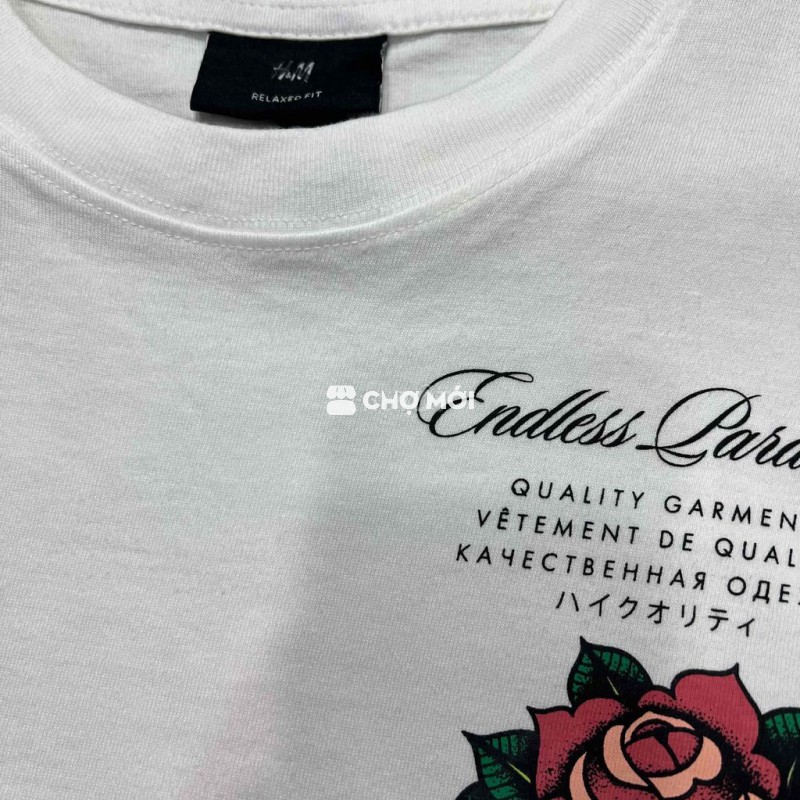 H&M
RELAXED FIT
CHỢ MỚI
Endless Para
QUALITY GARMEN
VÊTEMENT DE QUAL
КАЧЕСТВЕННАЯ ОДЕ
ハイクオリティ